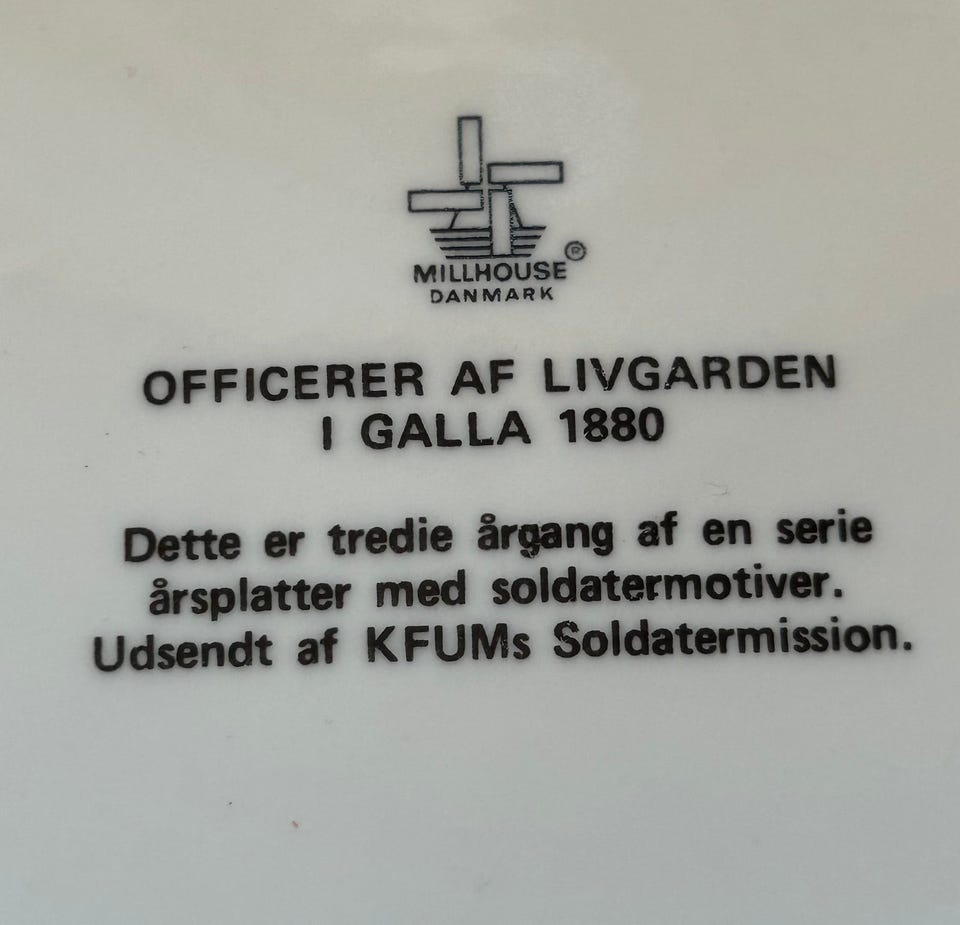 MILLHOUSE ®
DANMARK
OFFICERER AF LIVGARDEN
I GALLA 1880
Dette er tredie årgang af en serie
årsplatter med soldatermotiver.
Udsendt af KFUMs Soldatermission.